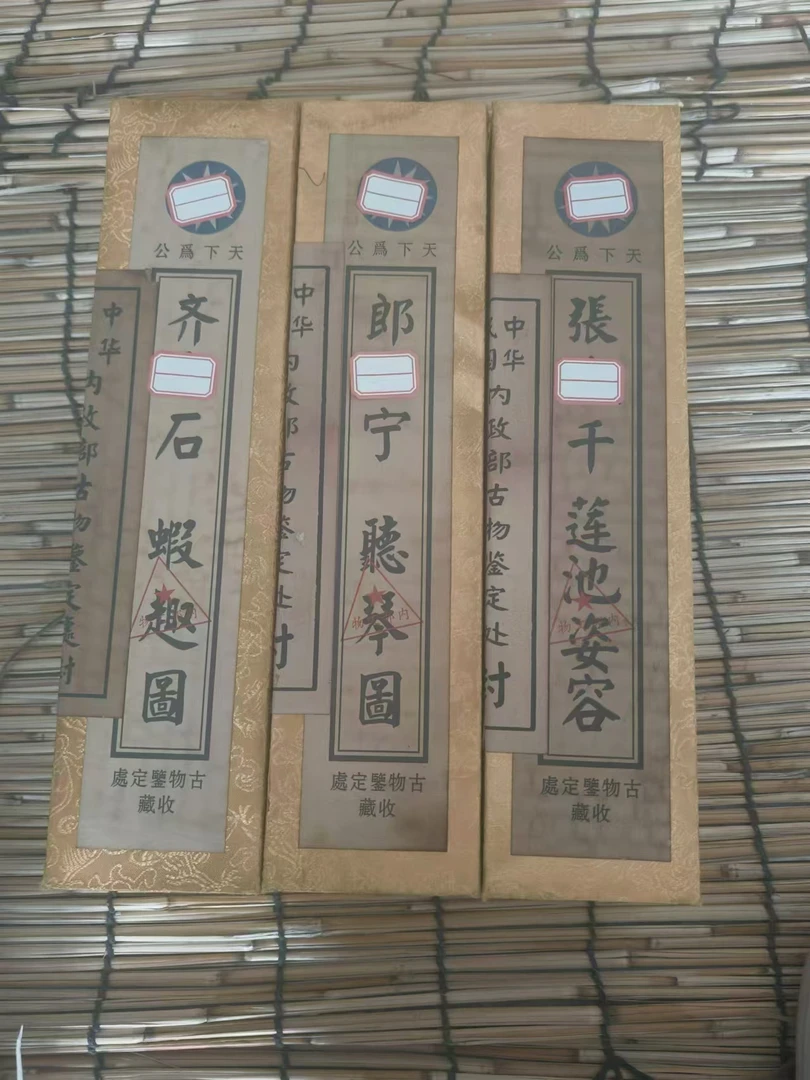 天下爲公
齐 石 蝦趣圖
中华
内政部古物鉴定处封
古物鑒定處
收藏
天下爲公
郎 宁 聽琴圖
中华
内政部古物鉴定处封
古物鑒定處
收藏
天下爲公
張 千 莲池姿容
中华
国内政部古物鉴定处封
古物鑒定處
收藏